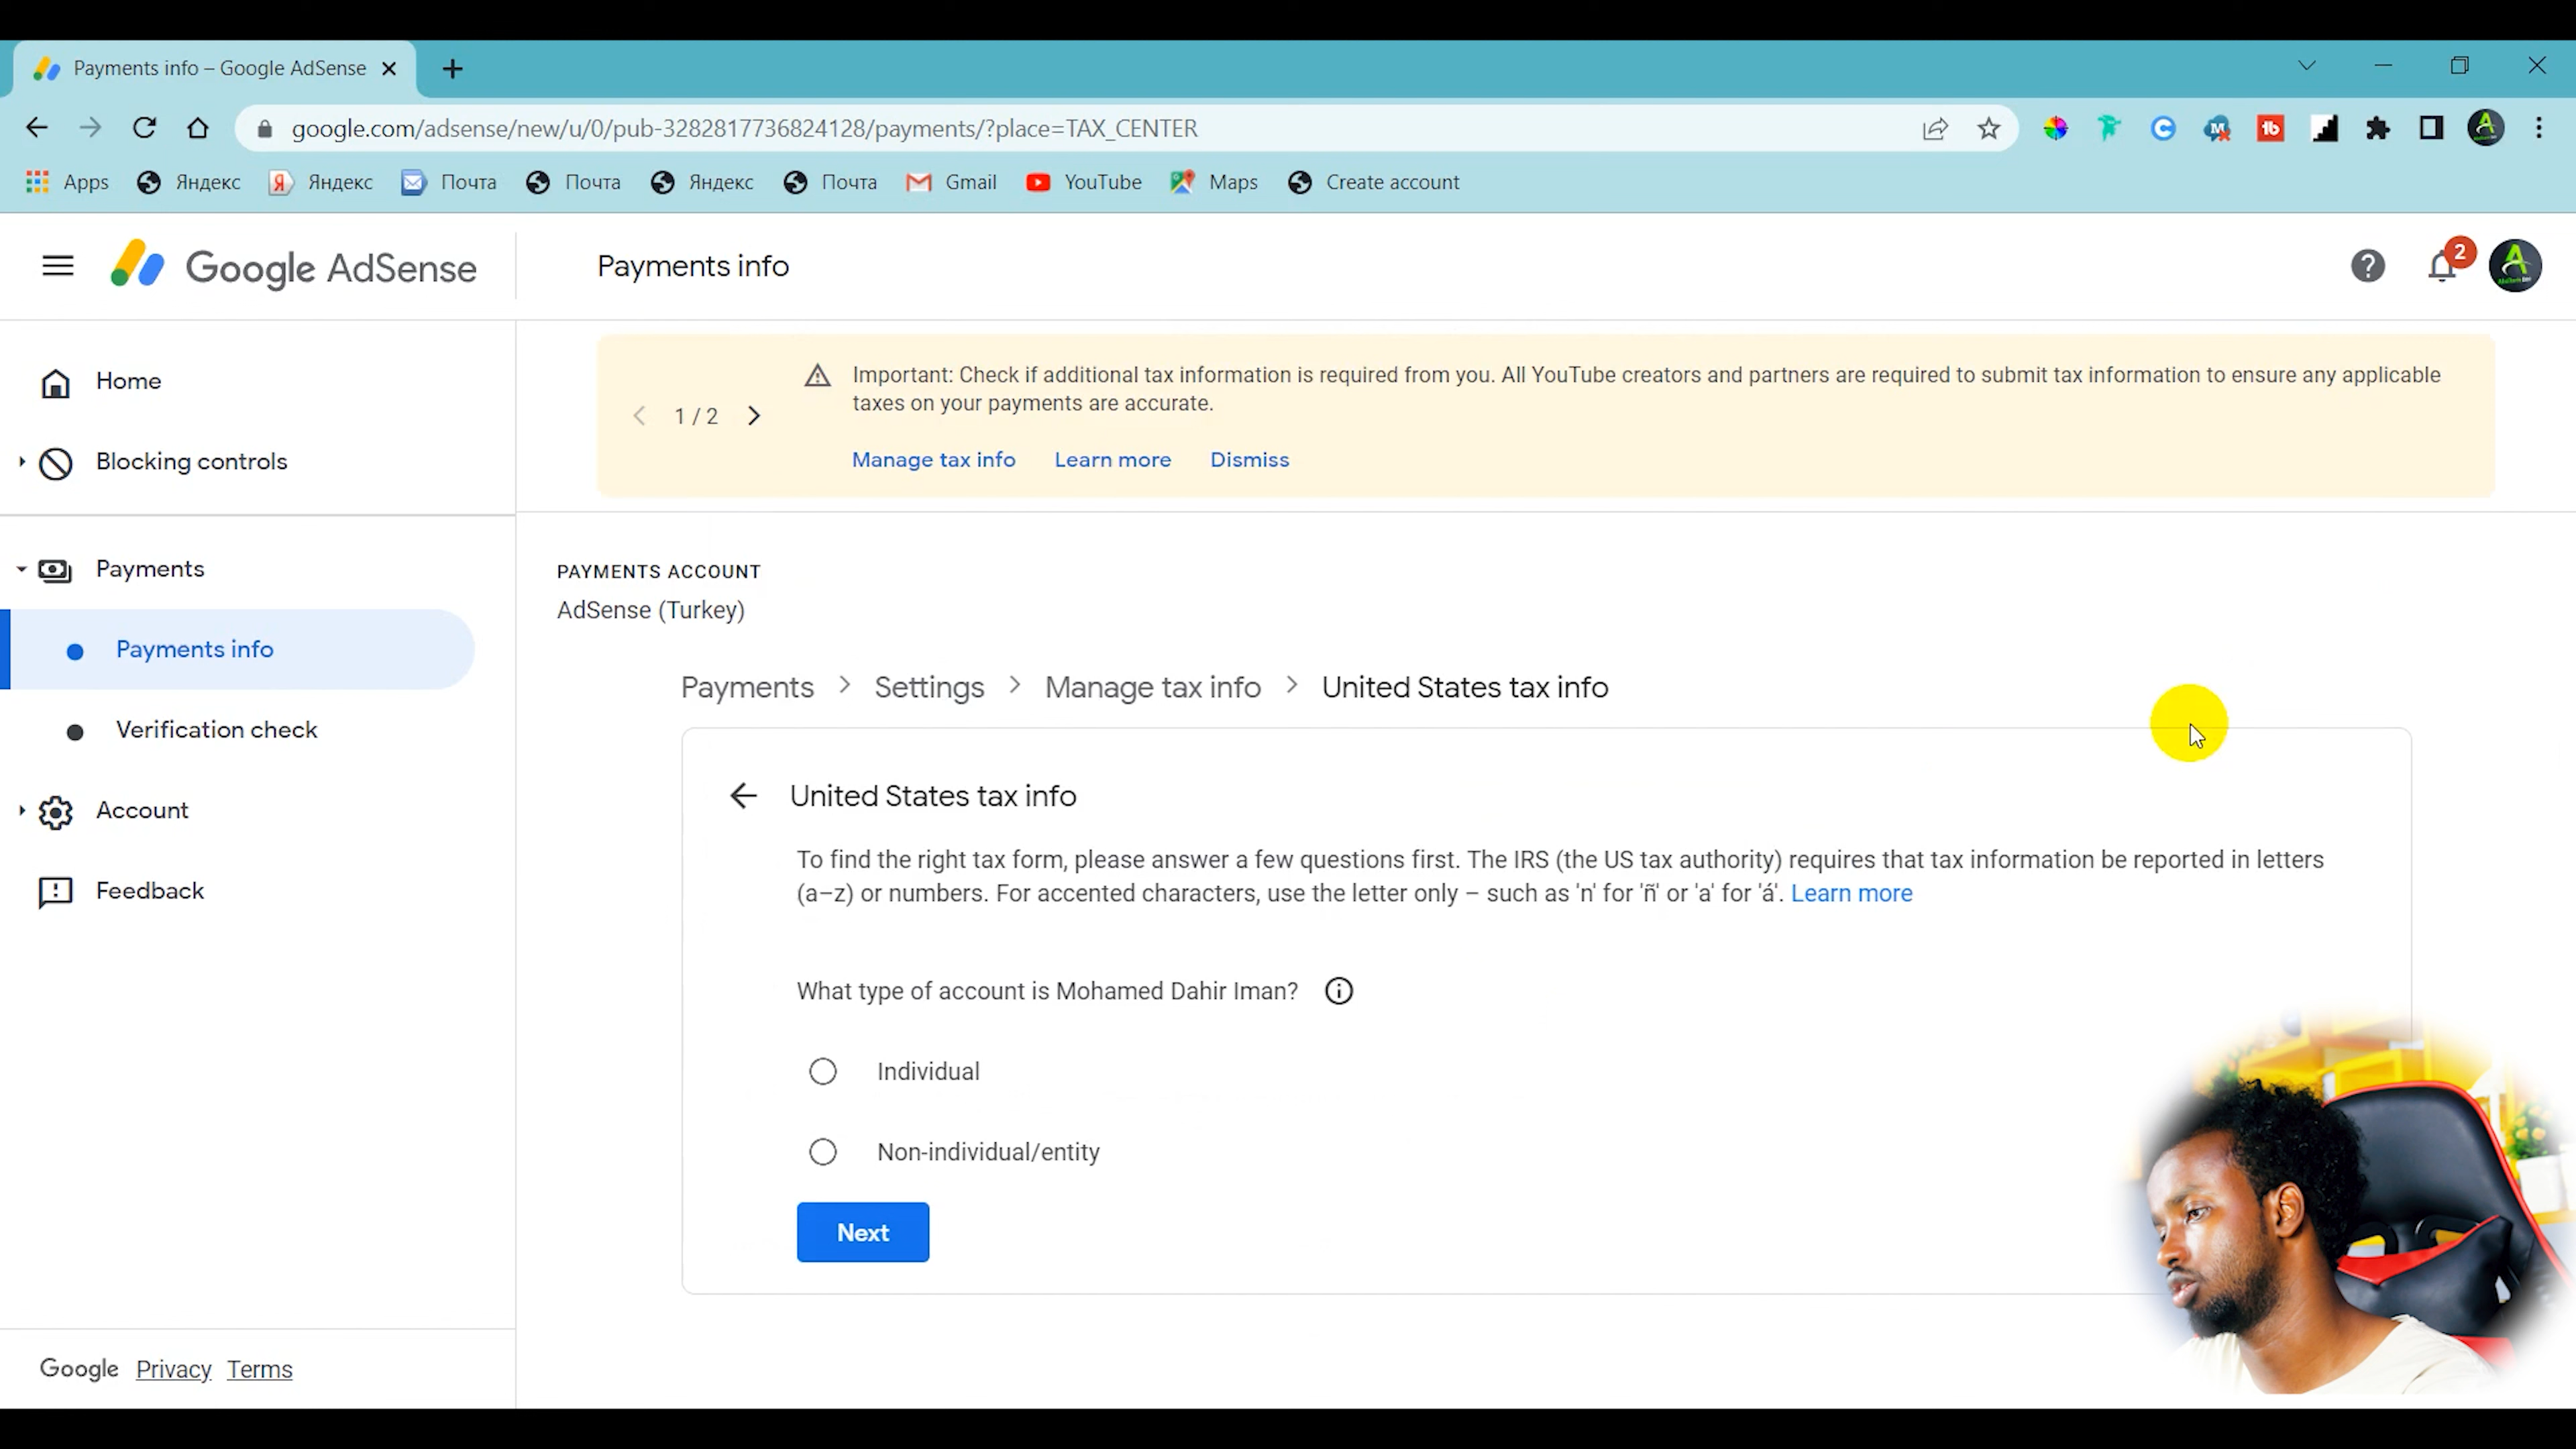 Payments info – Google AdSense
google.com/adsense/new/u/0/pub-3282817736824128/payments/?place=TAX_CENTER
Apps Яндекс Яндекс Почта Почта Яндекс Почта Gmail YouTube Maps Create account
Google AdSense
Payments info
2
Home
Blocking controls
Payments
Payments info
Verification check
Account
Feedback
Google Privacy Terms
1 / 2
Important: Check if additional tax information is required from you. All YouTube creators and partners are required to submit tax information to ensure any applicable
taxes on your payments are accurate.
Manage tax info Learn more Dismiss
PAYMENTS ACCOUNT
AdSense (Turkey)
Payments > Settings > Manage tax info > United States tax info
United States tax info
To find the right tax form, please answer a few questions first. The IRS (the US tax authority) requires that tax information be reported in letters
(a–z) or numbers. For accented characters, use the letter only – such as 'n' for 'ñ' or 'a' for 'á'. Learn more
What type of account is Mohamed Dahir Iman?
Individual
Non-individual/entity
Next